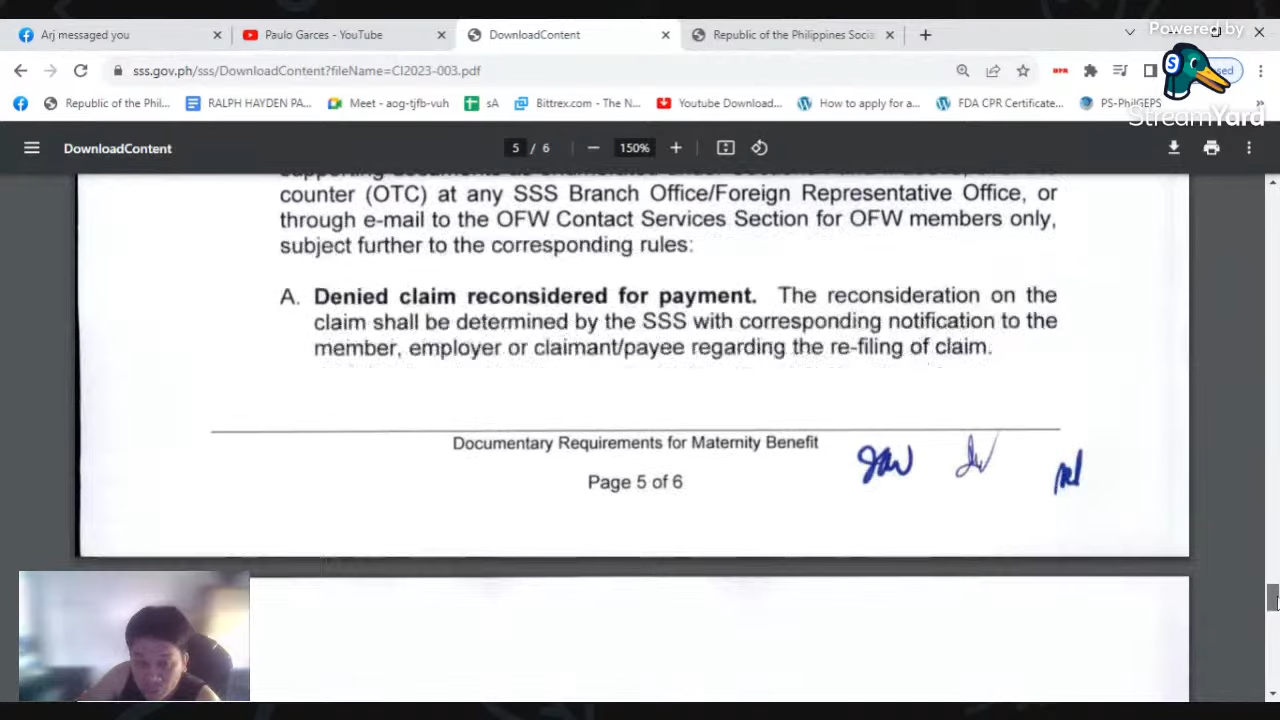 Arj messaged you
Paulo Garces - YouTube
DownloadContent
Republic of the Philippines Socia
Powered by
sss.gov.ph/sss/DownloadContent?fileName=CI2023-003.pdf
S
StreamYard
Republic of the Phil...
RALPH HAYDEN PA...
Meet - aog-tjfb-vuh
sA
Bittrex.com - The N...
Youtube Download...
How to apply for a...
FDA CPR Certificate...
PS-PhilGEPS
DownloadContent
5 / 6
150%
counter (OTC) at any SSS Branch Office/Foreign Representative Office, or
through e-mail to the OFW Contact Services Section for OFW members only,
subject further to the corresponding rules:
A. Denied claim reconsidered for payment. The reconsideration on the
claim shall be determined by the SSS with corresponding notification to the
member, employer or claimant/payee regarding the re-filing of claim.
Documentary Requirements for Maternity Benefit
Page 5 of 6